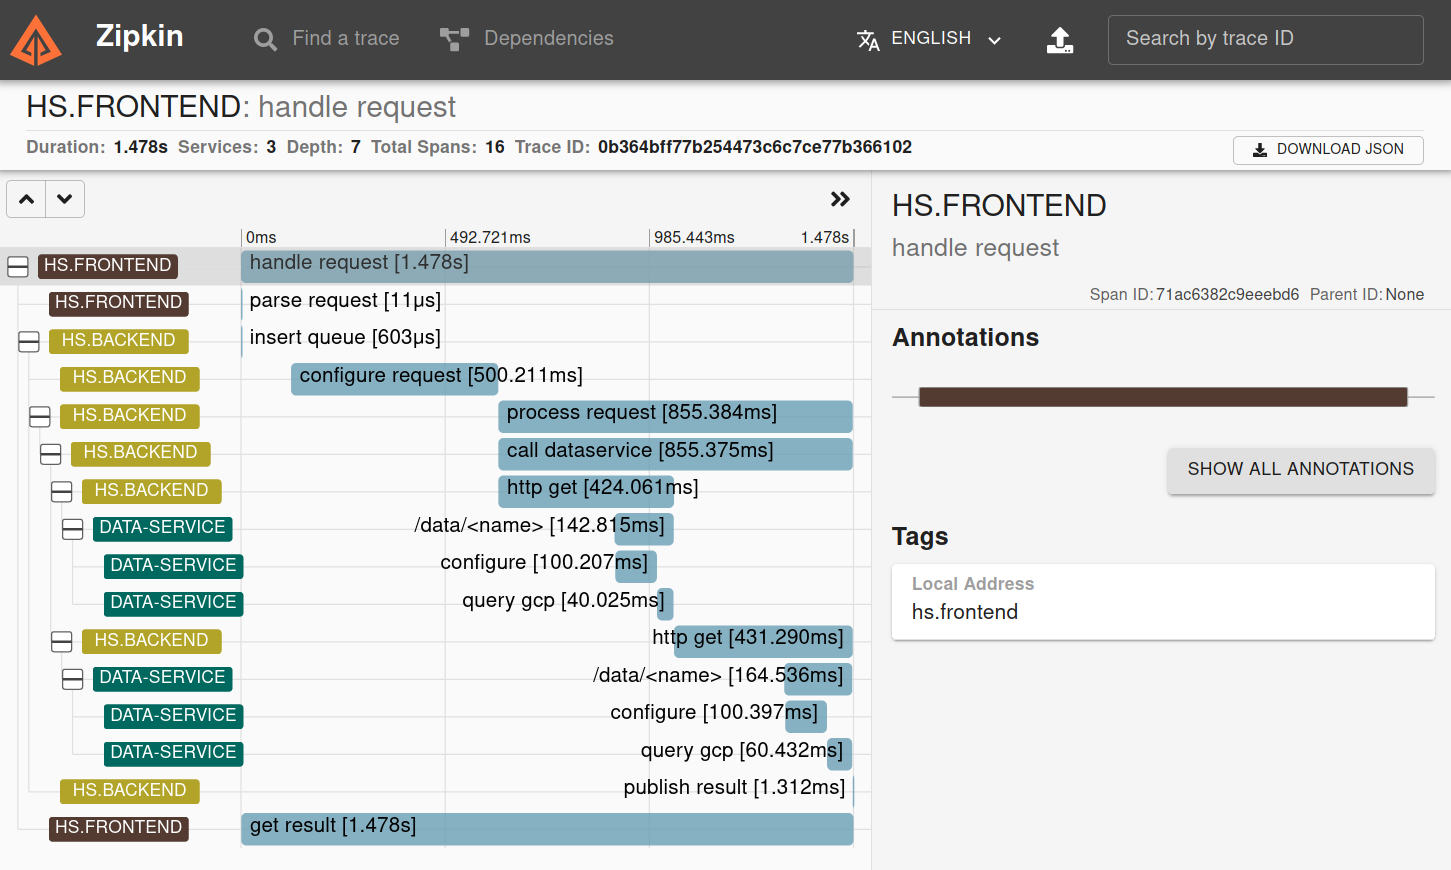 Zipkin Find a trace Dependencies ENGLISH Search by trace ID
HS.FRONTEND: handle request
Duration: 1.478s Services: 3 Depth: 7 Total Spans: 16 Trace ID: 0b364bff77b254473c6c7ce77b366102 DOWNLOAD JSON
0ms 492.721ms 985.443ms 1.478s
HS.FRONTEND handle request [1.478s]
HS.FRONTEND parse request [11µs]
HS.BACKEND insert queue [603µs]
HS.BACKEND configure request [500.211ms]
HS.BACKEND process request [855.384ms]
HS.BACKEND call dataservice [855.375ms]
HS.BACKEND http get [424.061ms]
DATA-SERVICE /data/<name> [142.815ms]
DATA-SERVICE configure [100.207ms]
DATA-SERVICE query gcp [40.025ms]
HS.BACKEND http get [431.290ms]
DATA-SERVICE /data/<name> [164.536ms]
DATA-SERVICE configure [100.397ms]
DATA-SERVICE query gcp [60.432ms]
HS.BACKEND publish result [1.312ms]
HS.FRONTEND get result [1.478s]
HS.FRONTEND
handle request
Span ID: 71ac6382c9eeebd6 Parent ID: None
Annotations
SHOW ALL ANNOTATIONS
Tags
Local Address
hs.frontend